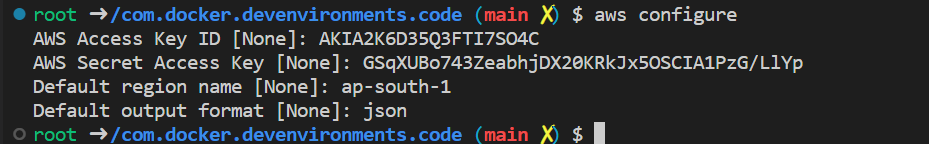 root ➜ /com.docker.devenvironments.code (main ✗) $ aws configure
AWS Access Key ID [None]: AKIA2K6D35Q3FTI7SO4C
AWS Secret Access Key [None]: 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
Default region name [None]: ap-south-1
Default output format [None]: json
root ➜ /com.docker.devenvironments.code (main ✗) $